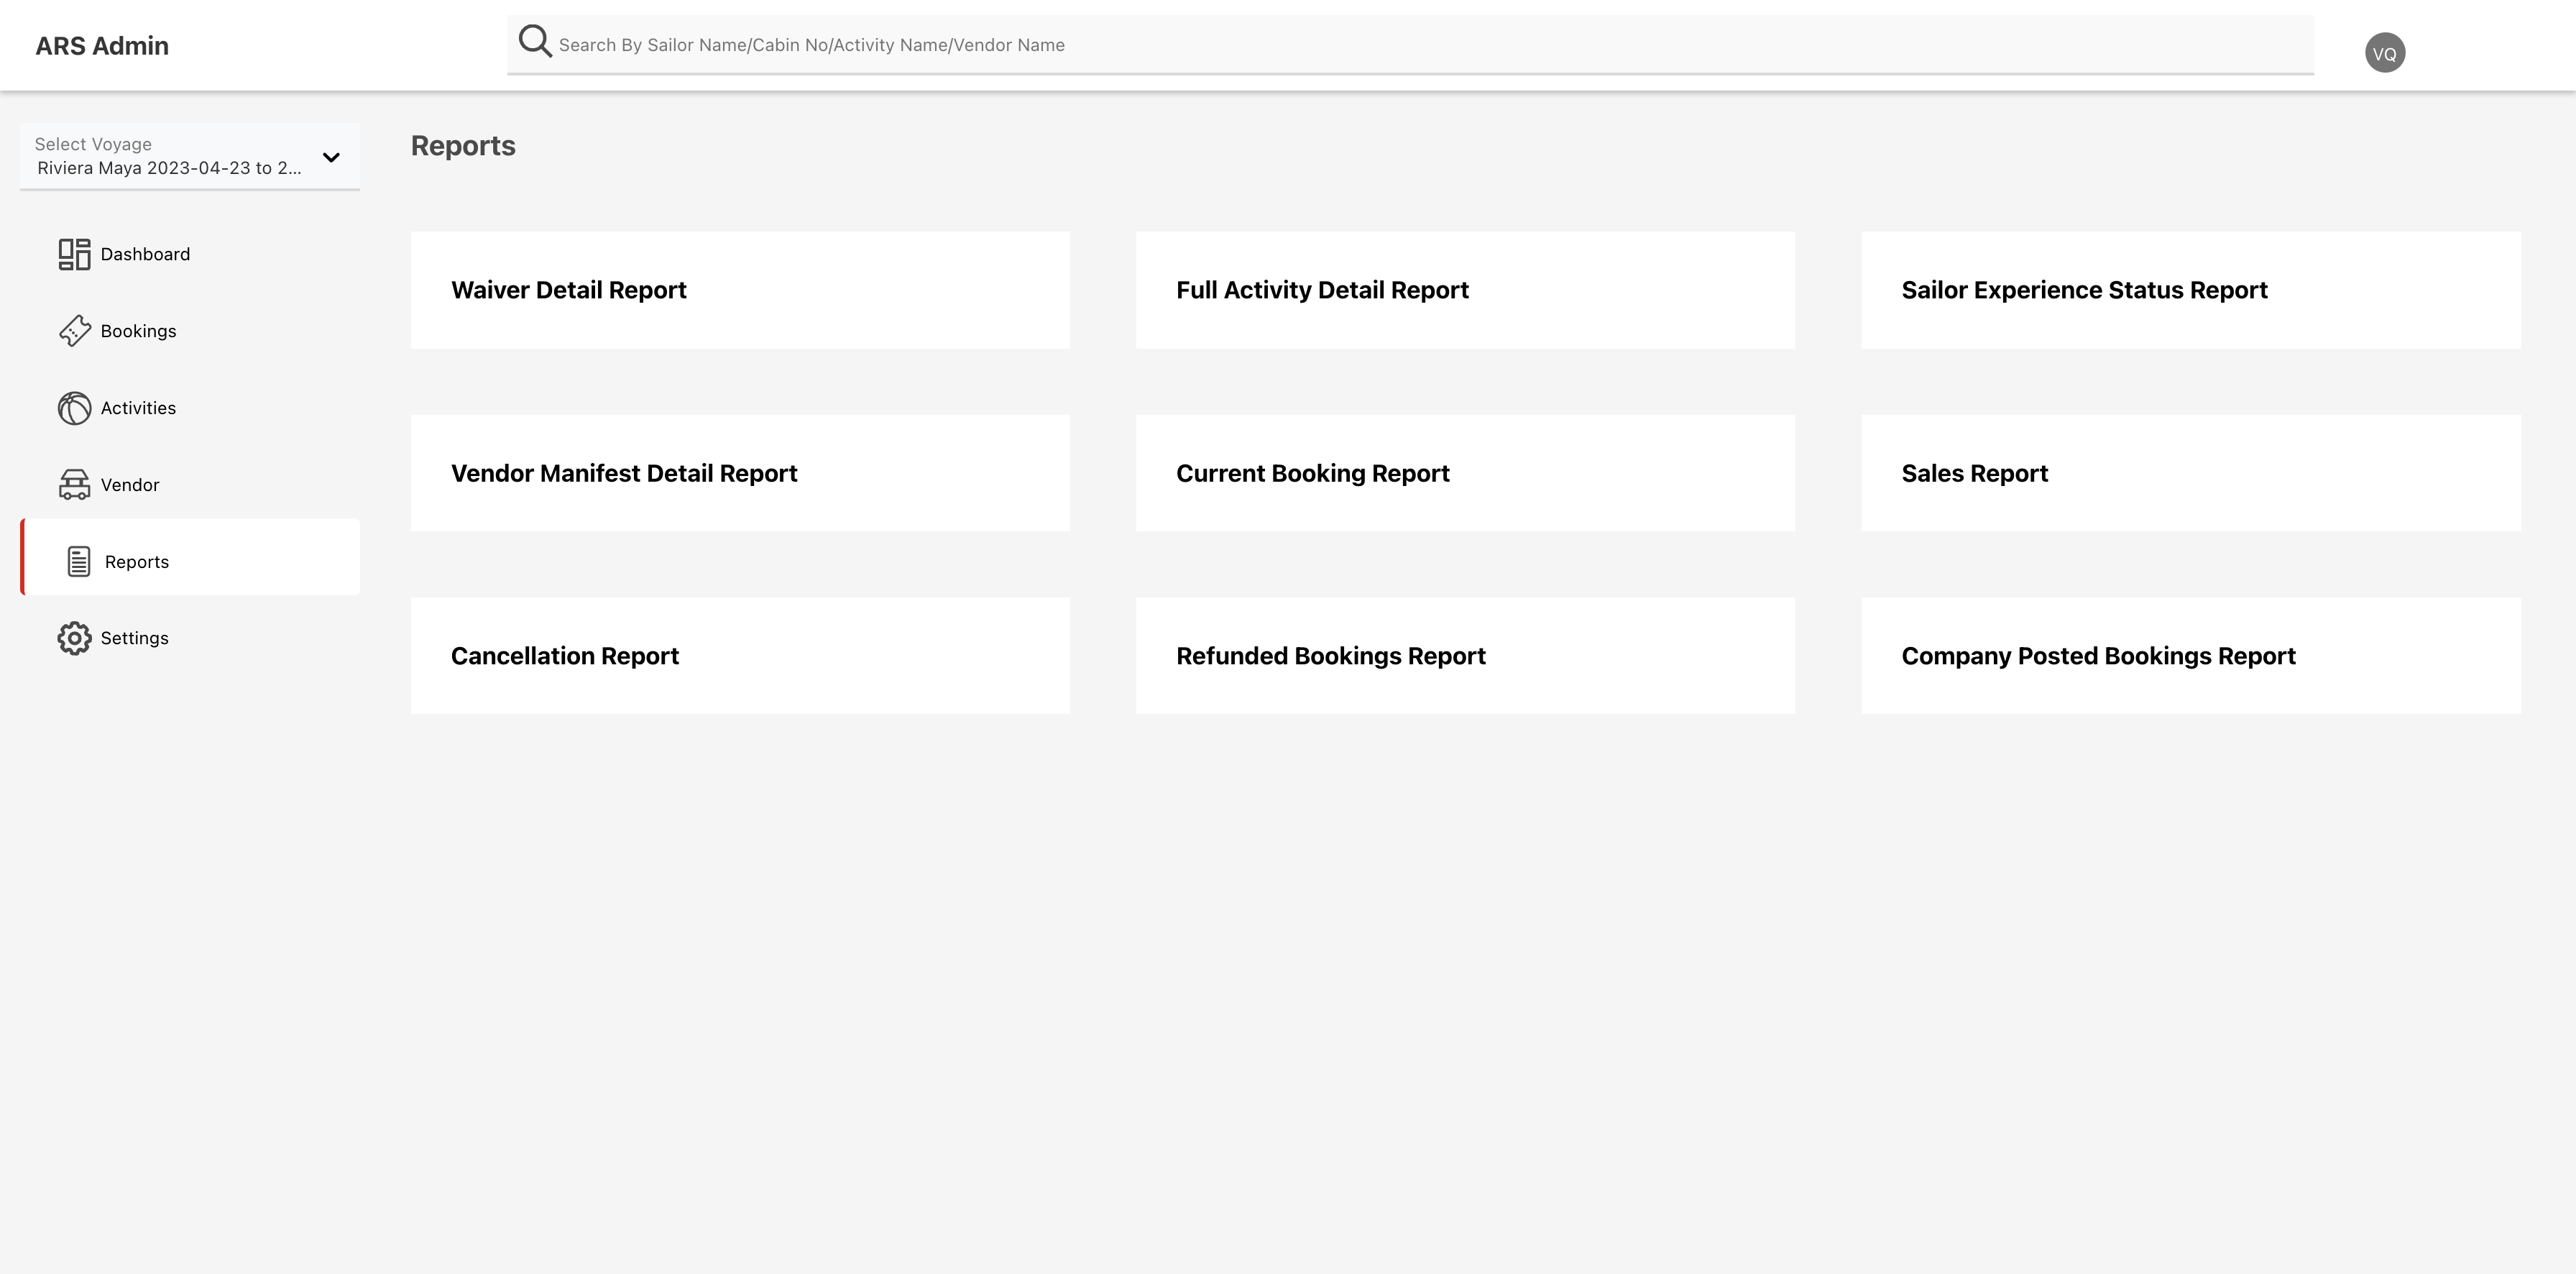 ARS Admin
Search By Sailor Name/Cabin No/Activity Name/Vendor Name
VQ
Select Voyage
Riviera Maya 2023-04-23 to 2...
Dashboard
Bookings
Activities
Vendor
Reports
Settings
Reports
Waiver Detail Report
Full Activity Detail Report
Sailor Experience Status Report
Vendor Manifest Detail Report
Current Booking Report
Sales Report
Cancellation Report
Refunded Bookings Report
Company Posted Bookings Report